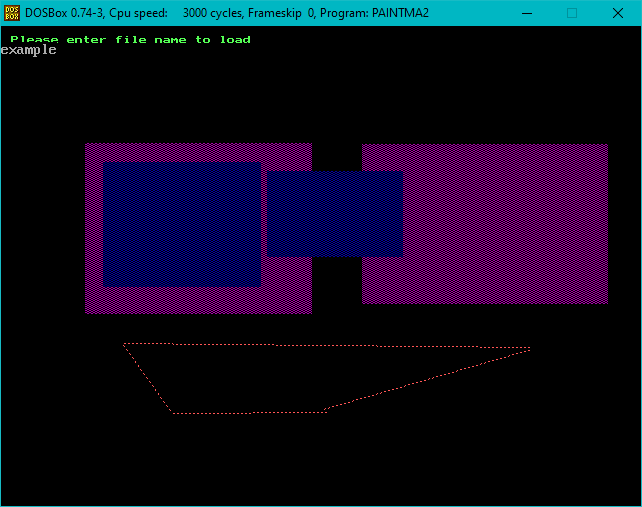 DOS
BOX
DOSBox 0.74-3, Cpu speed: 3000 cycles, Frameskip 0, Program: PAINTMA2
Please enter file name to load
example